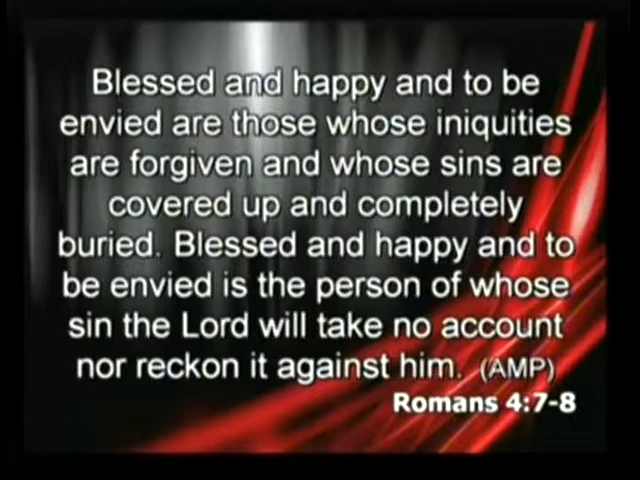 Blessed and happy and to be
envied are those whose iniquities
are forgiven and whose sins are
covered up and completely
buried. Blessed and happy and to
be envied is the person of whose
sin the Lord will take no account
nor reckon it against him. (AMP)
Romans 4:7-8